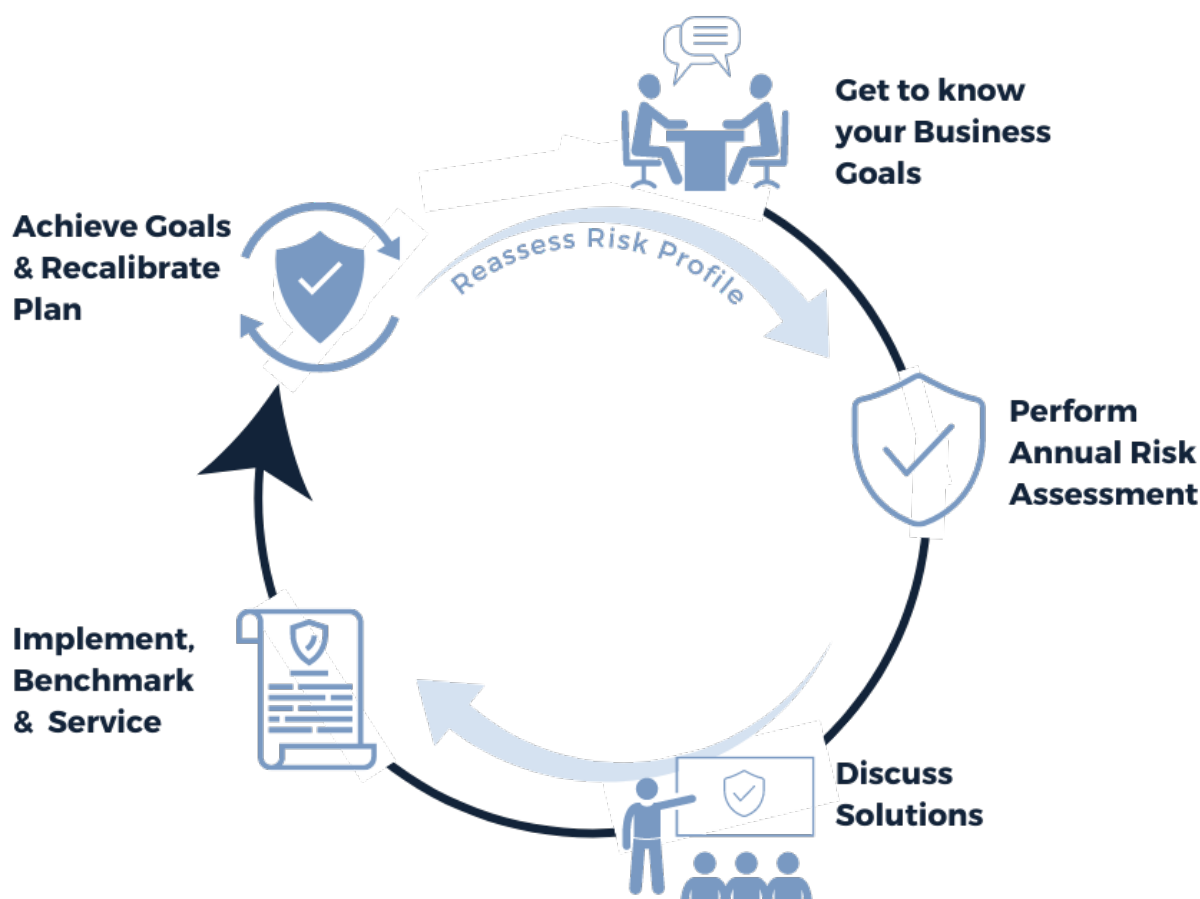 Get to know
your Business
Goals
Achieve Goals
& Recalibrate
Plan
Reassess Risk Profile
Perform
Annual Risk
Assessment
Implement,
Benchmark
&  Service
Discuss
Solutions